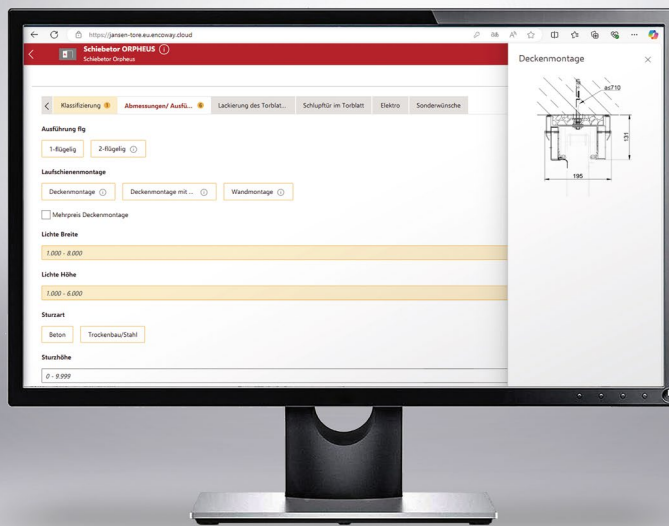 https://jansen-tore.eu.encoway.cloud
Schiebetor ORPHEUS
Schiebetor Orpheus
Klassifizierung
Abmessungen/ Ausfü...
6
Lackierung des Torblat...
Schlupftür im Torblatt
Elektro
Sonderwünsche
Ausführung flg
1-flügelig
2-flügelig
Laufschienenmontage
Deckenmontage
Deckenmontage mit ...
Wandmontage
Mehrpreis Deckenmontage
Lichte Breite
1.000 - 8.000
Lichte Höhe
1.000 - 6.000
Sturzart
Beton
Trockenbau/Stahl
Sturzhöhe
0 - 9.999
Deckenmontage
as710
131
195